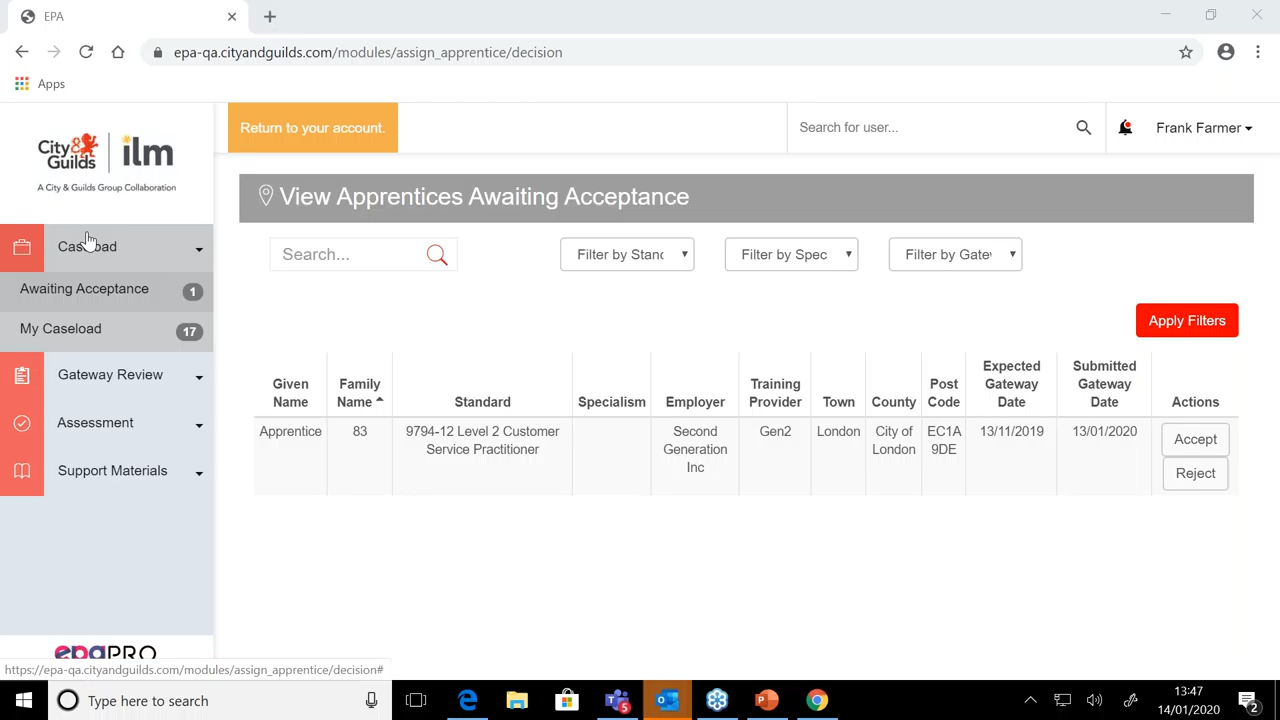 EPA
epa-qa.cityandguilds.com/modules/assign_apprentice/decision
Apps
City& Guilds ilm
A City & Guilds Group Collaboration
Return to your account.
Search for user...
Frank Farmer
View Apprentices Awaiting Acceptance
Caseload
Awaiting Acceptance 1
My Caseload 17
Gateway Review
Assessment
Support Materials
Search...
Filter by Stanc
Filter by Spec
Filter by Gate
Apply Filters
Given Name
Family Name
Standard
Specialism
Employer
Training Provider
Town
County
Post Code
Expected Gateway Date
Submitted Gateway Date
Actions
Apprentice
83
9794-12 Level 2 Customer Service Practitioner
Second Generation Inc
Gen2
London
City of London
EC1A 9DE
13/11/2019
13/01/2020
Accept
Reject
epaPRO
https://epa-qa.cityandguilds.com/modules/assign_apprentice/decision#
Type here to search
5
13:47
14/01/2020
2